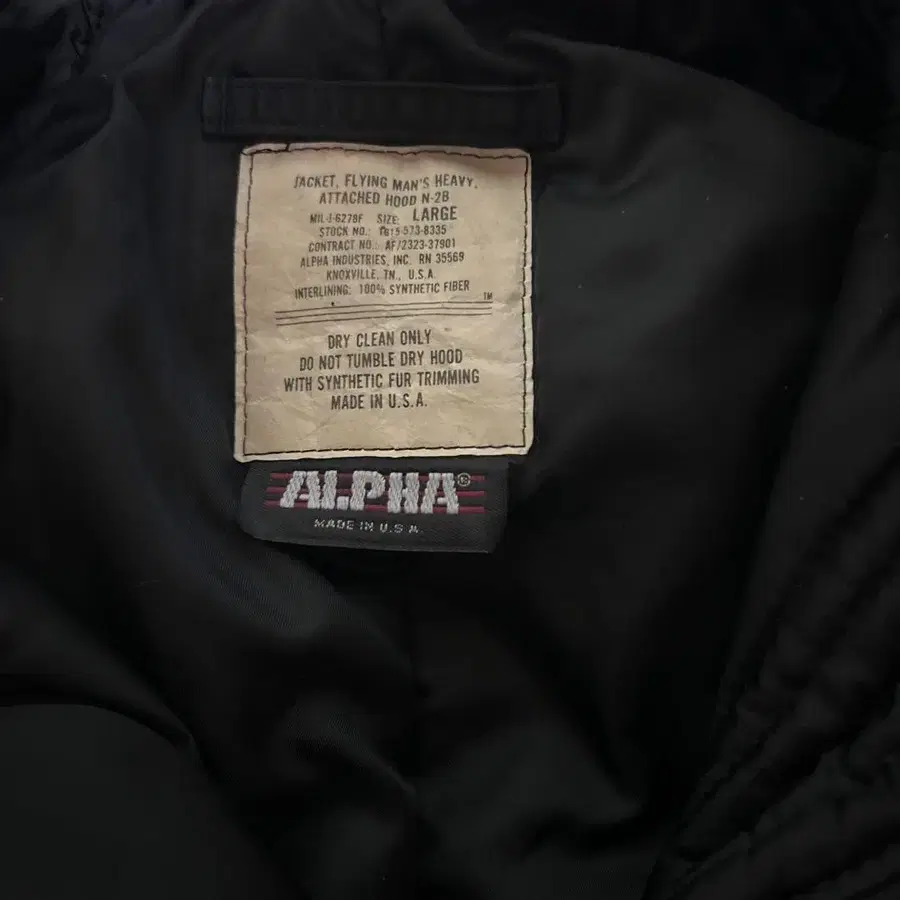 JACKET, FLYING MAN'S HEAVY,
ATTACHED HOOD N-2B
MIL-J-6279F SIZE: LARGE
STOCK NO.: 1815-573-8335
CONTRACT NO.: AF/2323-37901
ALPHA INDUSTRIES, INC. RN 35569
KNOXVILLE, TN., U.S.A.
INTERLINING: 100% SYNTHETIC FIBER
TM
DRY CLEAN ONLY
DO NOT TUMBLE DRY HOOD
WITH SYNTHETIC FUR TRIMMING
MADE IN U.S.A.
ALPHA®
MADE IN U.S.A.